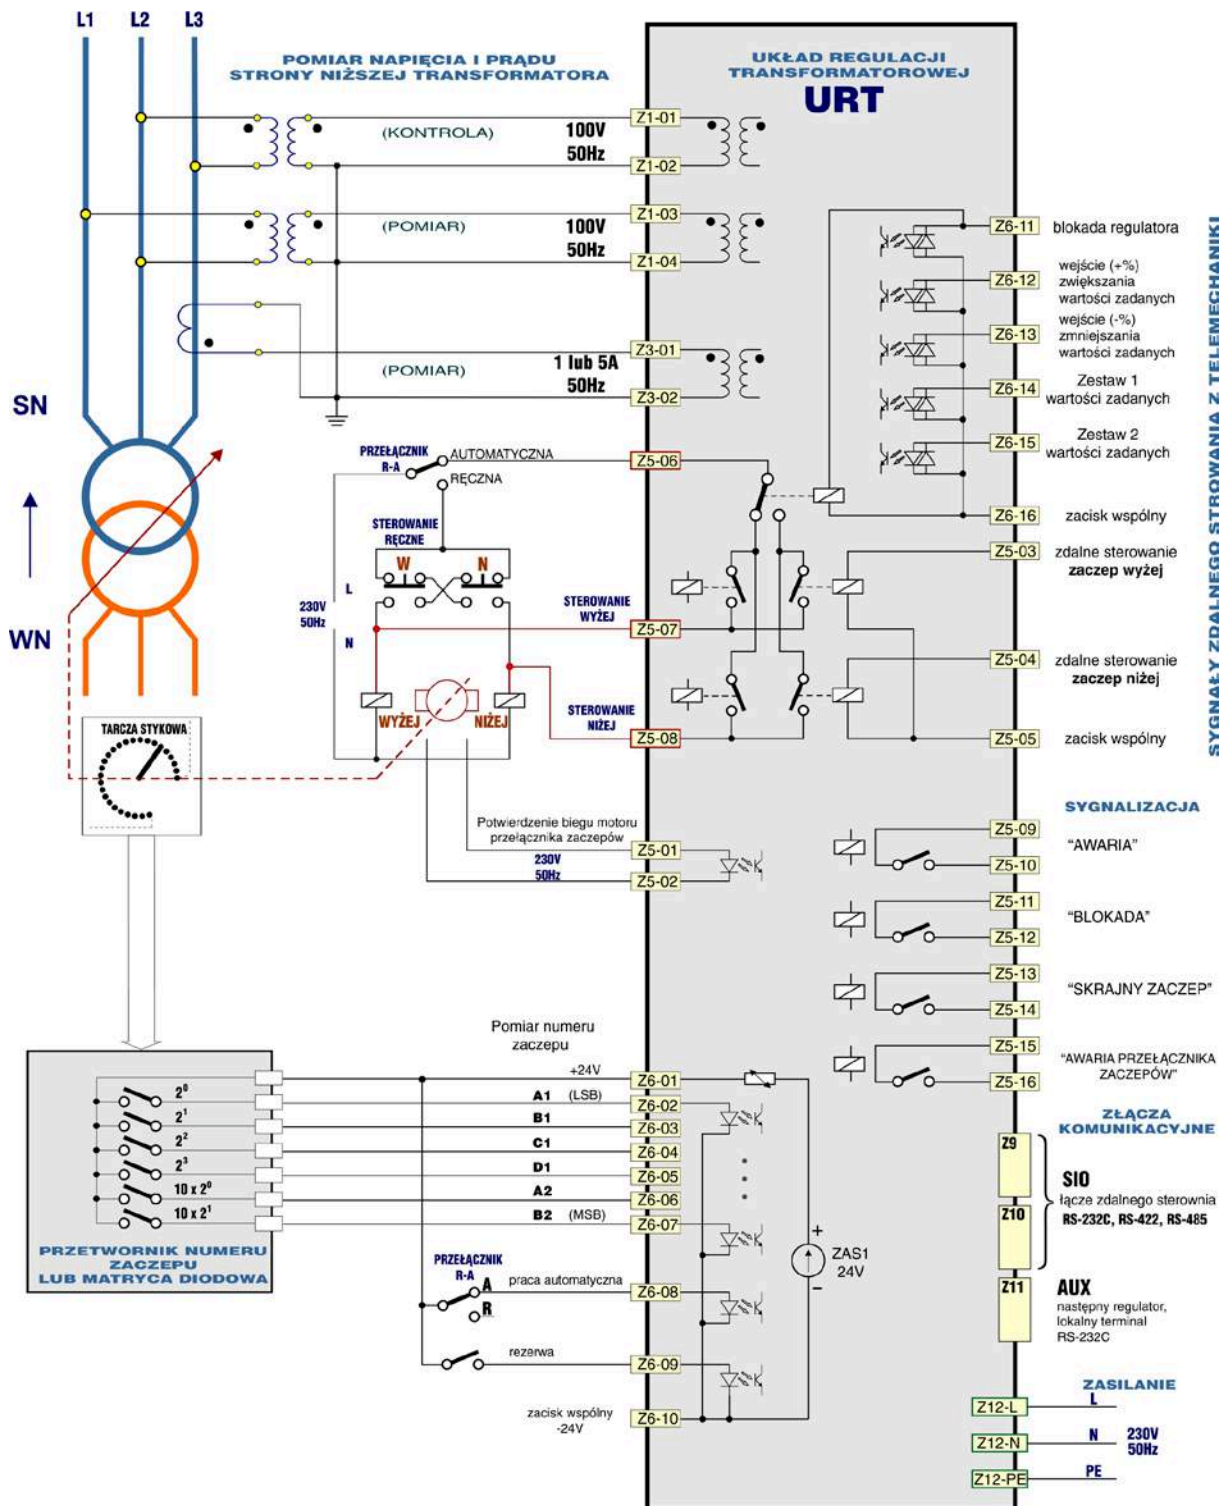 L1 L2 L3
POMIAR NAPIĘCIA I PRĄDU
STRONY NIŻSZEJ TRANSFORMATORA
UKŁAD REGULACJI
TRANSFORMATOROWEJ
URT
(KONTROLA)
100V
50Hz
Z1-01
Z1-02
(POMIAR)
100V
50Hz
Z1-03
Z1-04
(POMIAR)
1 lub 5A
50Hz
Z3-01
Z3-02
SN
WN
PRZEŁĄCZNIK
R-A
AUTOMATYCZNA
RĘCZNA
Z5-06
STEROWANIE
RĘCZNE
W N
L
230V
50Hz
N
STEROWANIE
WYŻEJ
Z5-07
WYŻEJ NIŻEJ
STEROWANIE
NIŻEJ
Z5-08
TARCZA STYKOWA
Potwierdzenie biegu motoru
przełącznika zaczepów
230V
50Hz
Z5-01
Z5-02
Z6-11 blokada regulatora
Z6-12
wejście (+%)
zwiększania
wartości zadanych
Z6-13
wejście (-%)
zmniejszania
wartości zadanych
Z6-14
Zestaw 1
wartości zadanych
Z6-15
Zestaw 2
wartości zadanych
Z6-16 zacisk wspólny
Z5-03
zdalne sterowanie
zaczep wyżej
Z5-04
zdalne sterowanie
zaczep niżej
Z5-05 zacisk wspólny
SYGNAŁY ZDALNEGO STROWANIA Z TELEMECHANIKI
SYGNALIZACJA
Z5-09
"AWARIA"
Z5-10
Z5-11
"BLOKADA"
Z5-12
Z5-13
"SKRAJNY ZACZEP"
Z5-14
Z5-15
"AWARIA PRZEŁĄCZNIKA
ZACZEPÓW"
Z5-16
Pomiar numeru
zaczepu
+24V Z6-01
2⁰ A1 (LSB) Z6-02
2¹ B1 Z6-03
2² C1 Z6-04
2³ D1 Z6-05
10 x 2⁰ A2 Z6-06
10 x 2¹ B2 (MSB) Z6-07
PRZETWORNIK NUMERU
ZACZEPU
LUB MATRYCA DIODOWA
PRZEŁĄCZNIK
R-A
A
R
praca automatyczna Z6-08
rezerwa Z6-09
zacisk wspólny
-24V
Z6-10
+
ZAS1
24V
−
ZŁĄCZA
KOMUNIKACYJNE
Z9
Z10
SIO
łącze zdalnego sterownia
RS-232C, RS-422, RS-485
Z11
AUX
następny regulator,
lokalny terminal
RS-232C
ZASILANIE
Z12-L L
Z12-N N
230V
50Hz
Z12-PE PE